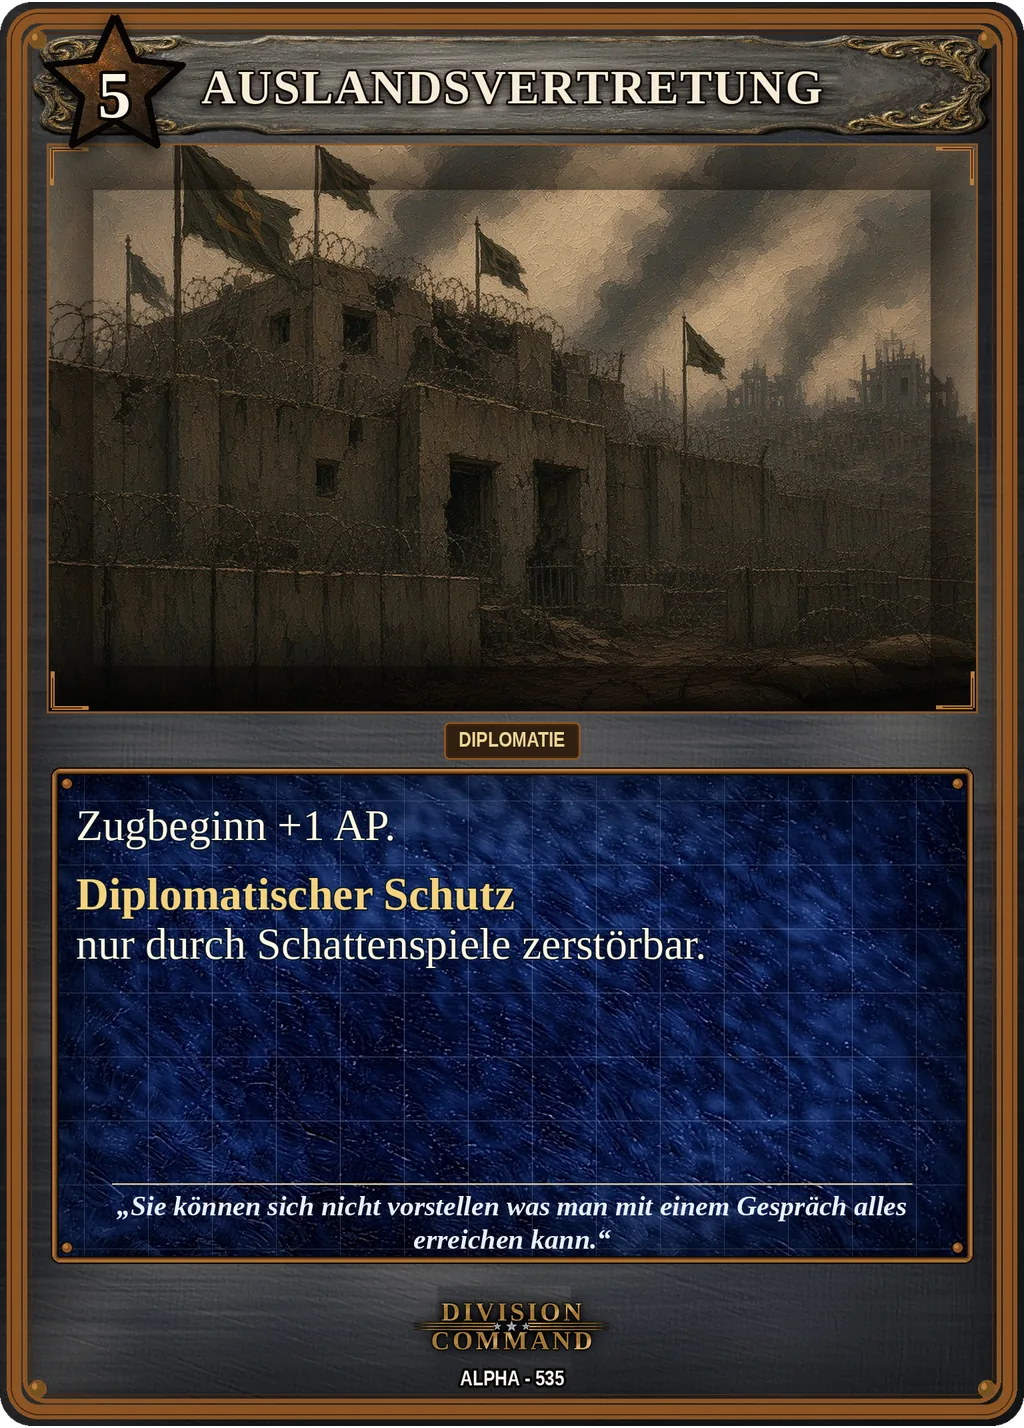 5
AUSLANDSVERTRETUNG
DIPLOMATIE
Zugbeginn +1 AP.
Diplomatischer Schutz
nur durch Schattenspiele zerstörbar.
„Sie können sich nicht vorstellen was man mit einem Gespräch alles
erreichen kann.“
DIVISION
COMMAND
ALPHA - 535